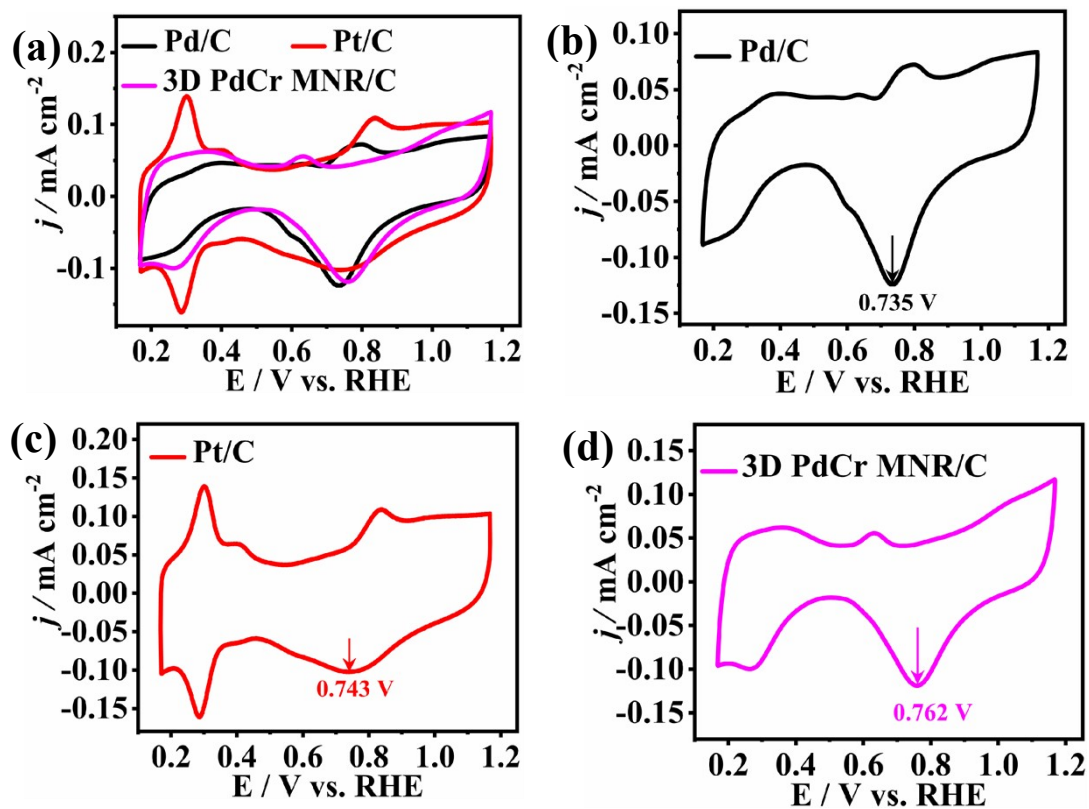 (a)
Pd/C Pt/C
3D PdCr MNR/C
0.2
0.1
0.0
-0.1
j / mA cm⁻²
0.2 0.4 0.6 0.8 1.0 1.2
E / V vs. RHE
(b)
Pd/C
0.10
0.05
0.00
-0.05
-0.10
-0.15
j / mA cm⁻²
0.735 V
0.2 0.4 0.6 0.8 1.0 1.2
E / V vs. RHE
(c)
Pt/C
0.20
0.15
0.10
0.05
0.00
-0.05
-0.10
-0.15
j / mA cm⁻²
0.743 V
0.2 0.4 0.6 0.8 1.0 1.2
E / V vs. RHE
(d)
3D PdCr MNR/C
0.15
0.10
0.05
0.00
-0.05
-0.10
-0.15
j / mA cm⁻²
0.762 V
0.2 0.4 0.6 0.8 1.0 1.2
E / V vs. RHE